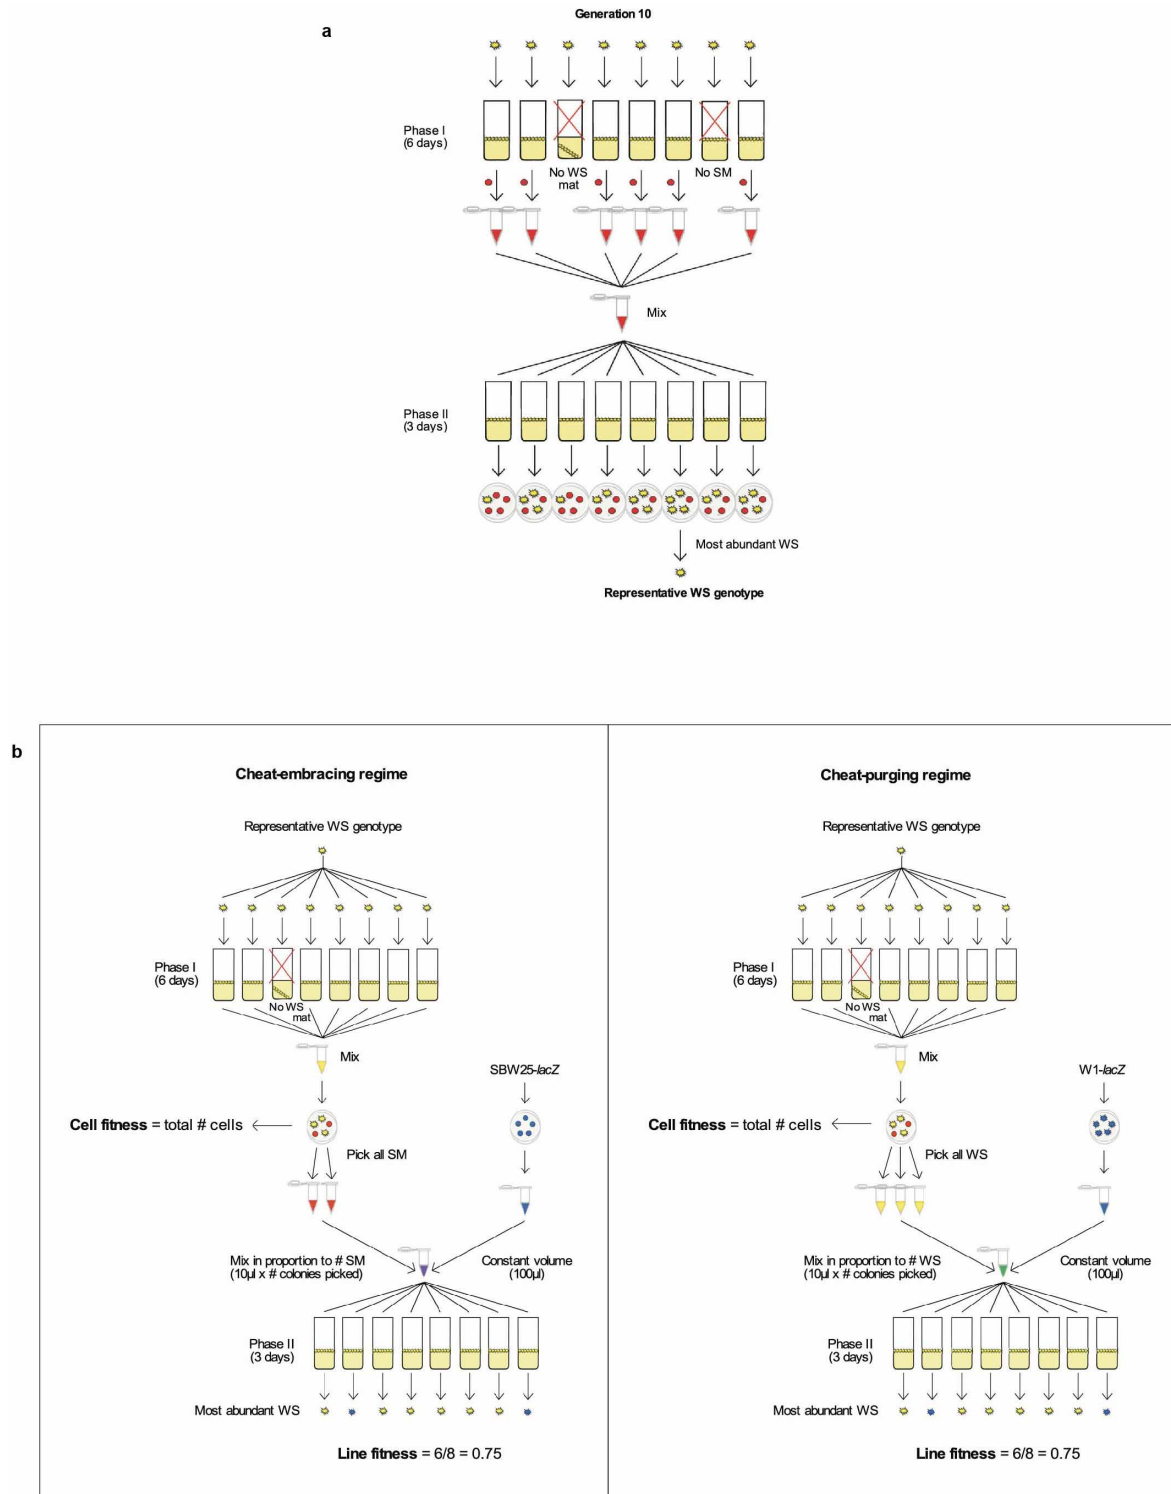 Generation 10
a
Phase I
(6 days)
No WS
mat
No SM
Mix
Phase II
(3 days)
Most abundant WS
Representative WS genotype
b
Cheat-embracing regime
Representative WS genotype
Phase I
(6 days)
No WS
mat
Mix
SBW25-lacZ
Cell fitness = total # cells
Pick all SM
Mix in proportion to # SM
(10µl x # colonies picked)
Constant volume
(100µl)
Phase II
(3 days)
Most abundant WS
Line fitness = 6/8 = 0.75
Cheat-purging regime
Representative WS genotype
Phase I
(6 days)
No WS
mat
Mix
W1-lacZ
Cell fitness = total # cells
Pick all WS
Mix in proportion to # WS
(10µl x # colonies picked)
Constant volume
(100µl)
Phase II
(3 days)
Most abundant WS
Line fitness = 6/8 = 0.75